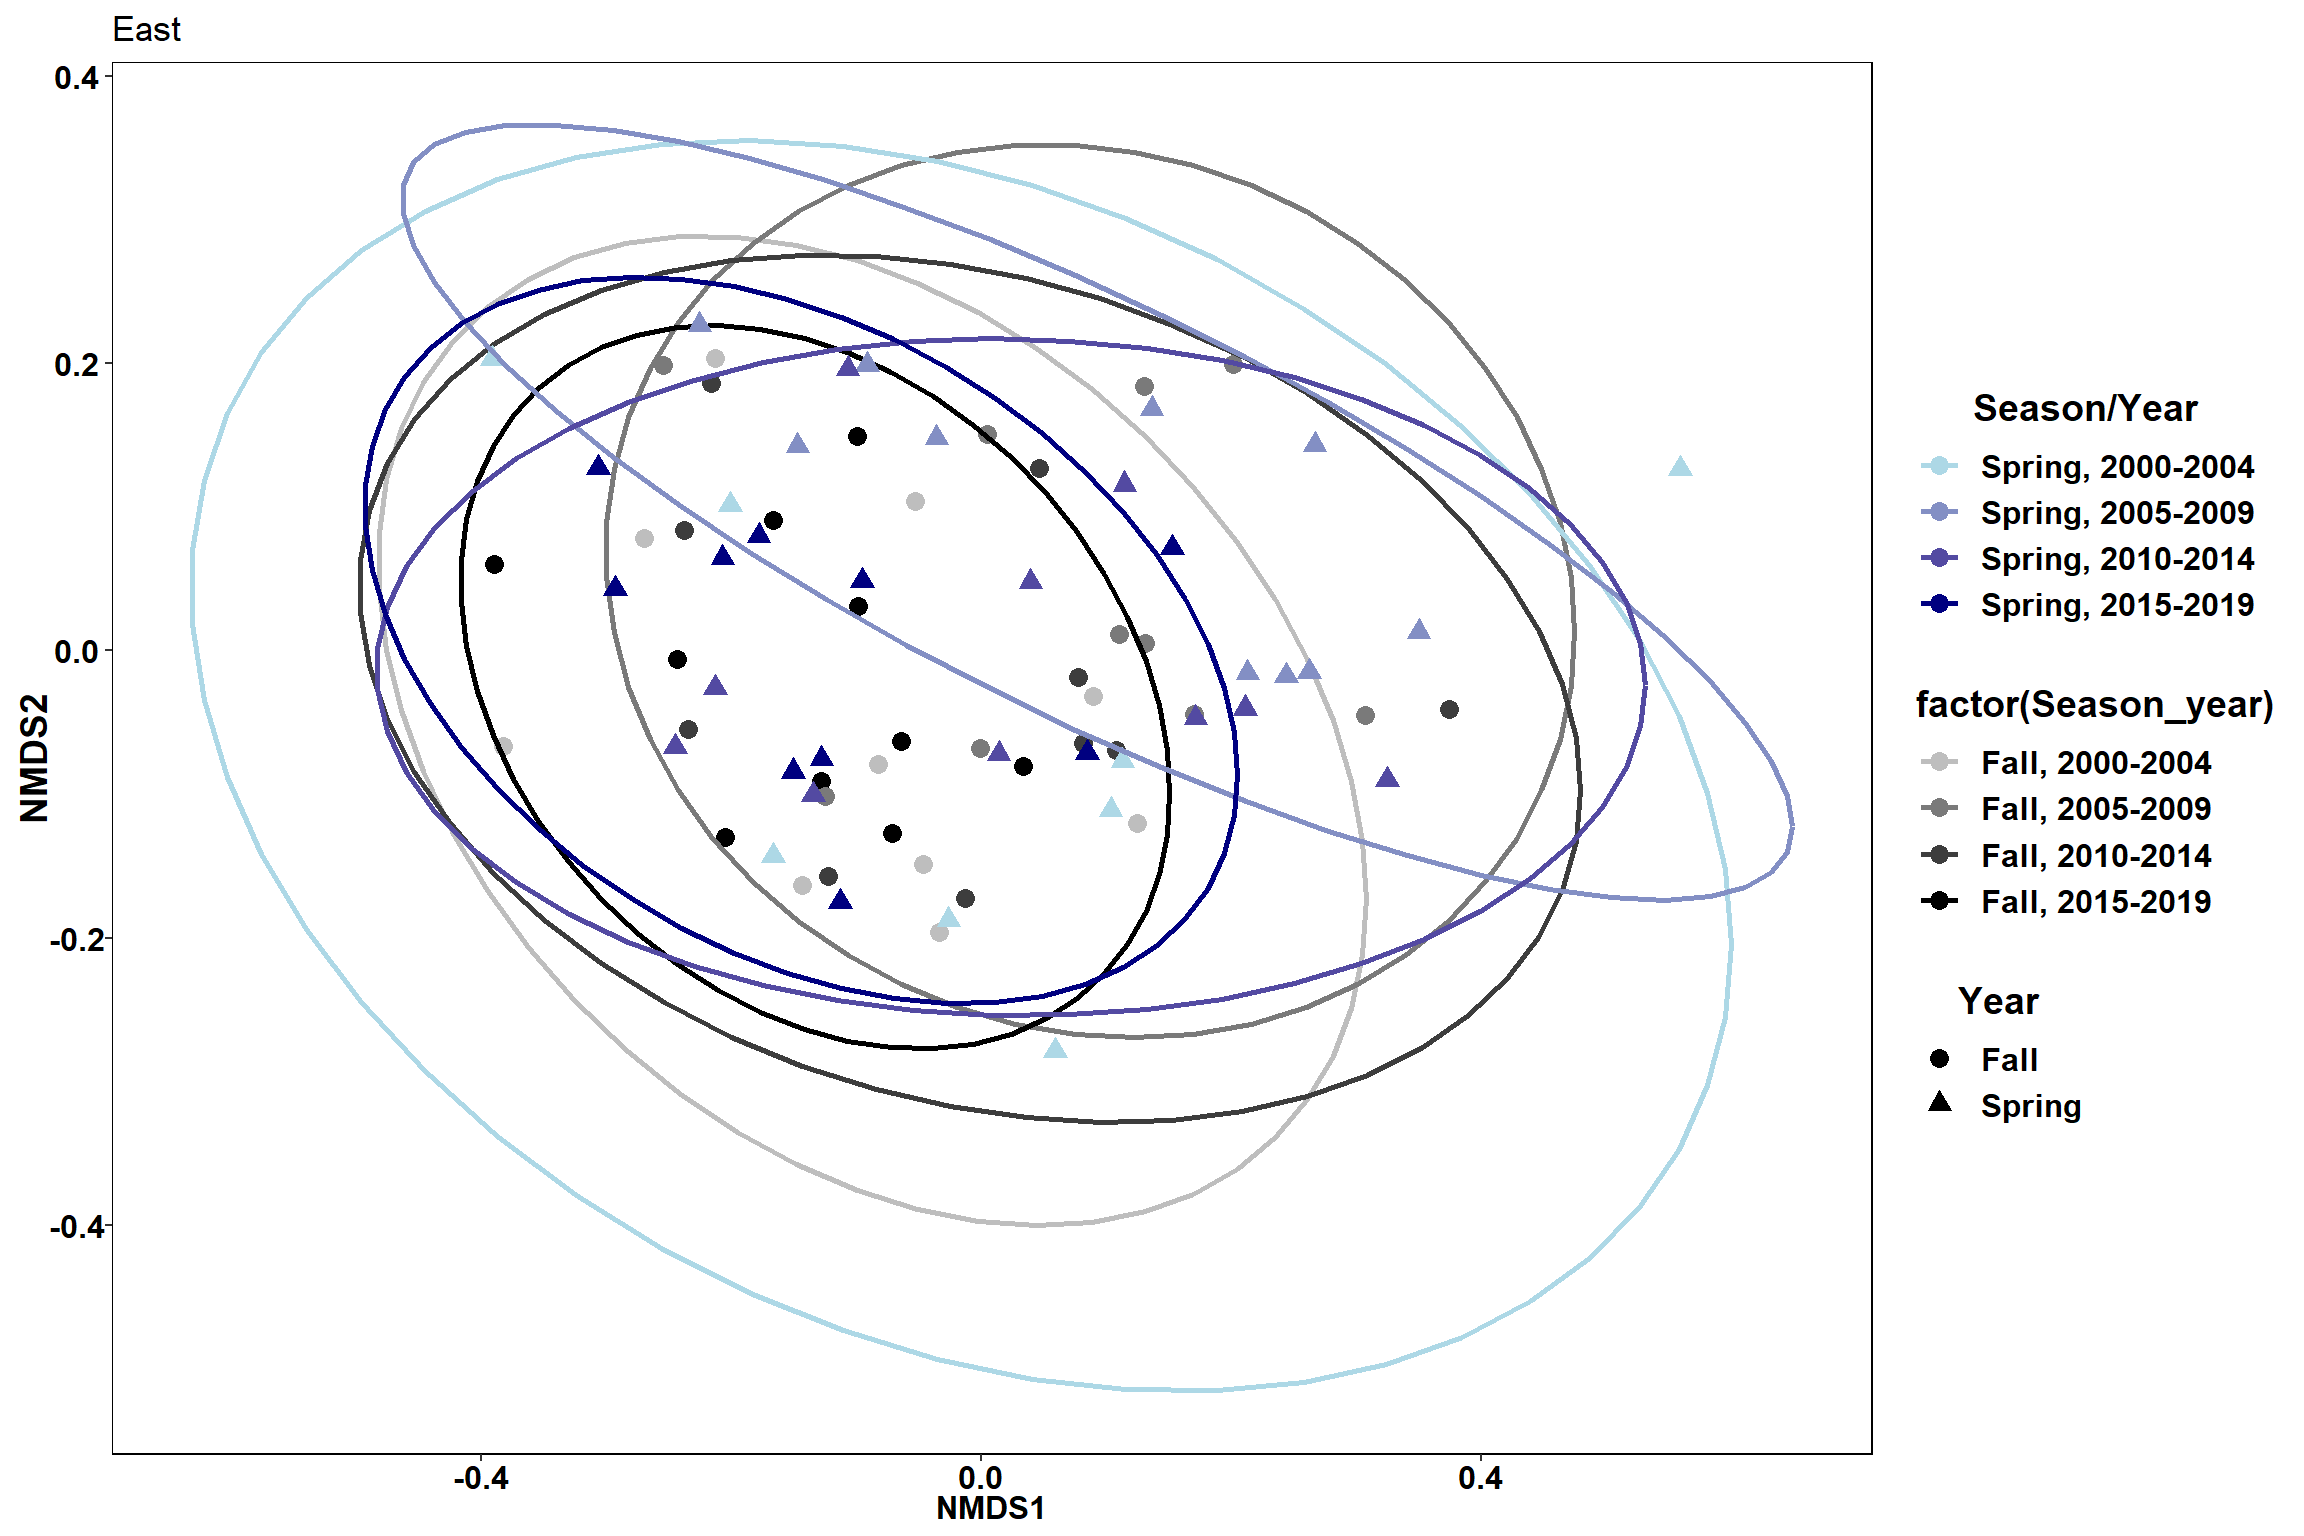 East
0.4
0.2
0.0
-0.2
-0.4
NMDS2
-0.4
0.0
0.4
NMDS1
Season/Year
Spring, 2000-2004
Spring, 2005-2009
Spring, 2010-2014
Spring, 2015-2019
factor(Season_year)
Fall, 2000-2004
Fall, 2005-2009
Fall, 2010-2014
Fall, 2015-2019
Year
Fall
Spring